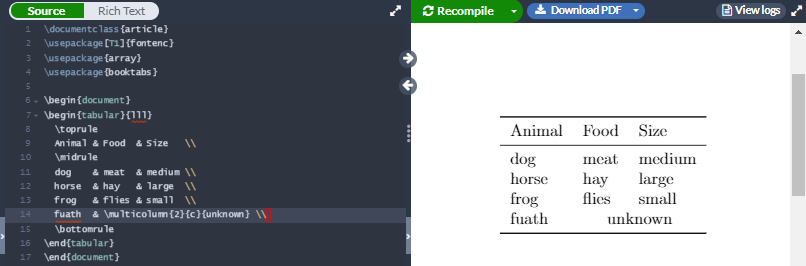 Source Rich Text
Recompile Download PDF View logs
1 \documentclass{article}
2 \usepackage[T1]{fontenc}
3 \usepackage{array}
4 \usepackage{booktabs}
5
6 \begin{document}
7 \begin{tabular}{lll}
8 \toprule
9 Animal & Food & Size \\
10 \midrule
11 dog & meat & medium \\
12 horse & hay & large \\
13 frog & flies & small \\
14 fuath & \multicolumn{2}{c}{unknown} \\
15 \bottomrule
16 \end{tabular}
17 \end{document}
Animal Food Size
dog meat medium
horse hay large
frog flies small
fuath unknown